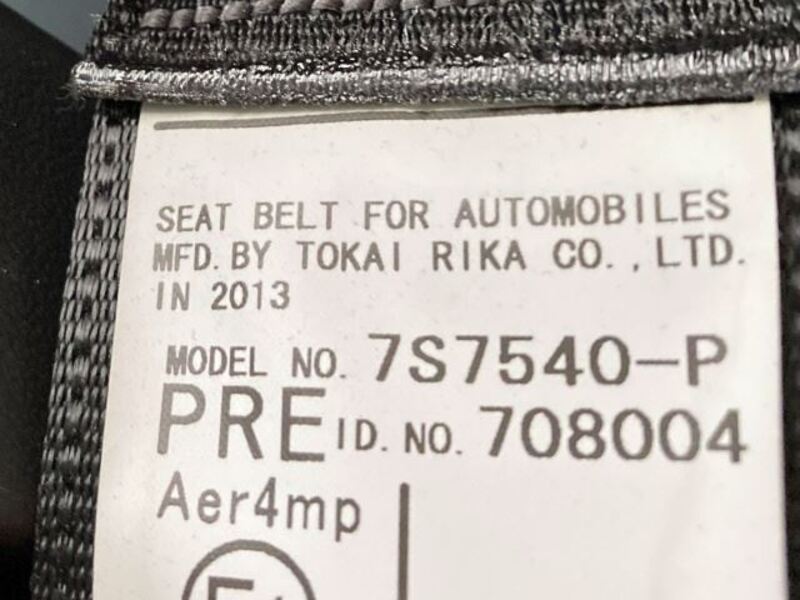 SEAT BELT FOR AUTOMOBILES
MFD. BY TOKAI RIKA CO., LTD.
IN 2013
MODEL NO. 7S7540-P
PRE ID. NO. 708004
Aer4mp